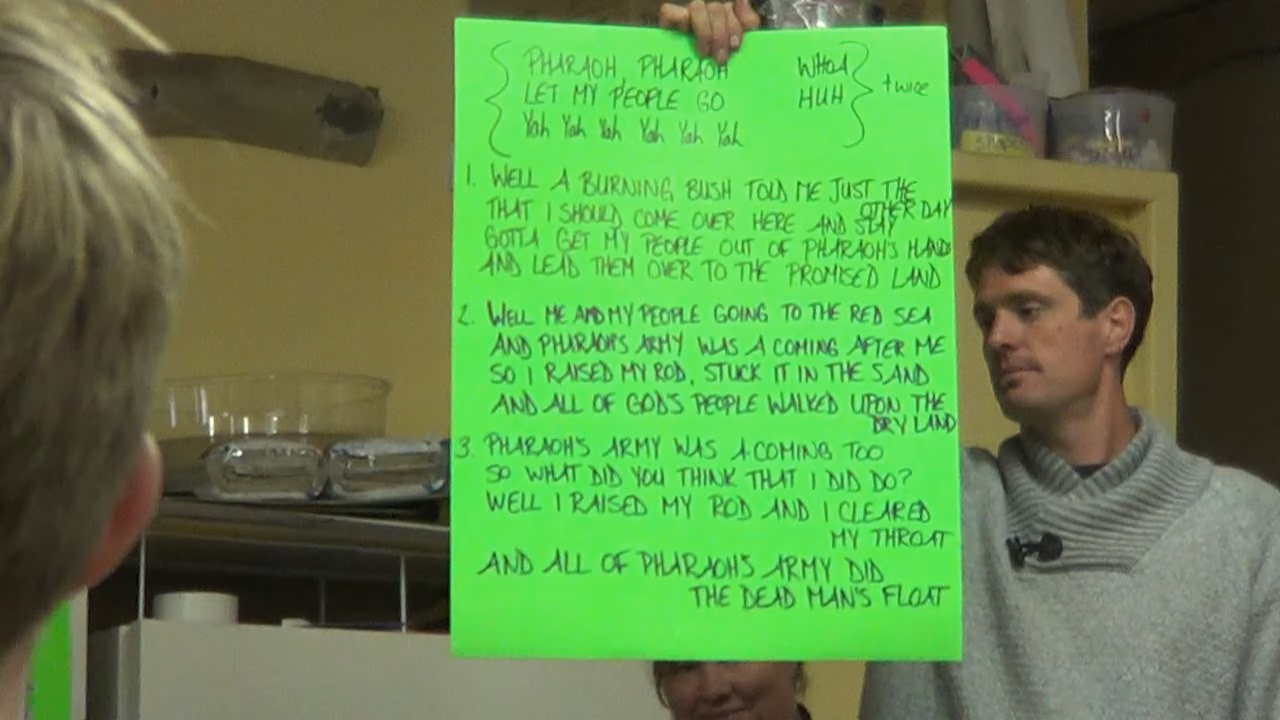 PHARAOH, PHARAOH WHOA
LET MY PEOPLE GO HUH twice
Yah Yah Yah Yah Yah Yah
1. WELL A BURNING BUSH TOLD ME JUST THE
OTHER DAY
THAT I SHOULD COME OVER HERE AND STAY
GOTTA GET MY PEOPLE OUT OF PHARAOH'S HANDS
AND LEAD THEM OVER TO THE PROMISED LAND
2. WELL ME AND MY PEOPLE GOING TO THE RED SEA
AND PHARAOH'S ARMY WAS A COMING AFTER ME
SO I RAISED MY ROD, STUCK IT IN THE SAND
AND ALL OF GOD'S PEOPLE WALKED UPON THE
DRY LAND
3. PHARAOH'S ARMY WAS A COMING TOO
SO WHAT DID YOU THINK THAT I DID DO?
WELL I RAISED MY ROD AND I CLEARED
MY THROAT
AND ALL OF PHARAOH'S ARMY DID
THE DEAD MAN'S FLOAT